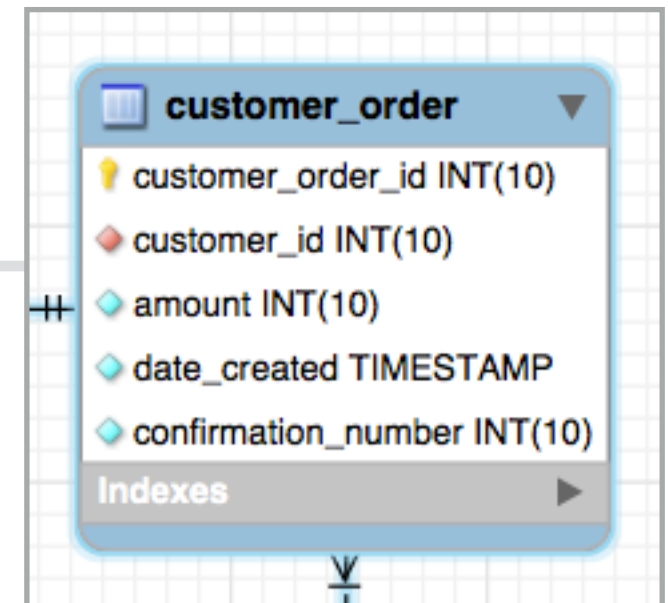 customer_order
customer_order_id INT(10)
customer_id INT(10)
amount INT(10)
date_created TIMESTAMP
confirmation_number INT(10)
Indexes